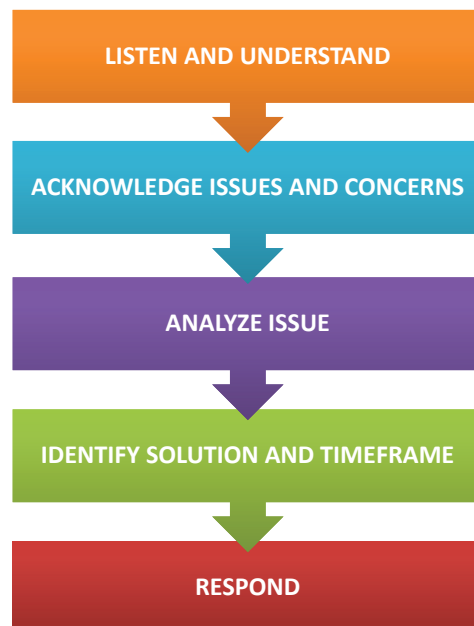 LISTEN AND UNDERSTAND
ACKNOWLEDGE ISSUES AND CONCERNS
ANALYZE ISSUE
IDENTIFY SOLUTION AND TIMEFRAME
RESPOND